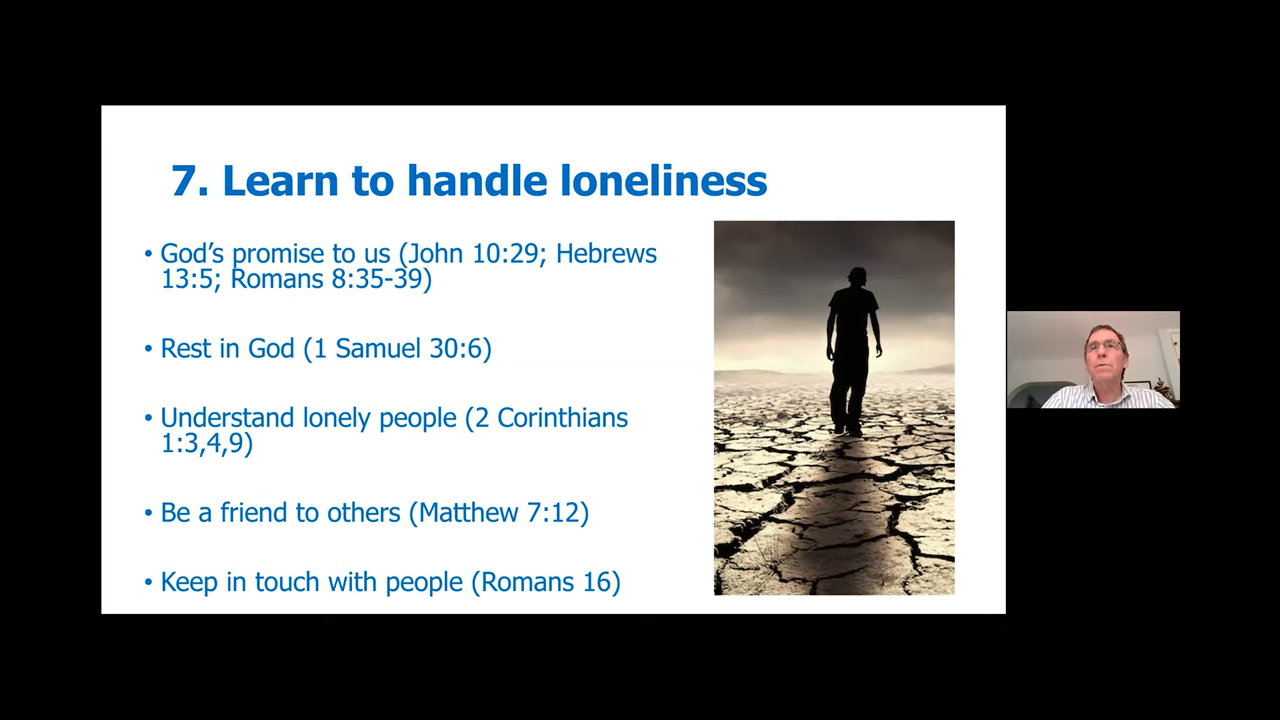 7. Learn to handle loneliness
• God’s promise to us (John 10:29; Hebrews
13:5; Romans 8:35-39)
• Rest in God (1 Samuel 30:6)
• Understand lonely people (2 Corinthians
1:3,4,9)
• Be a friend to others (Matthew 7:12)
• Keep in touch with people (Romans 16)